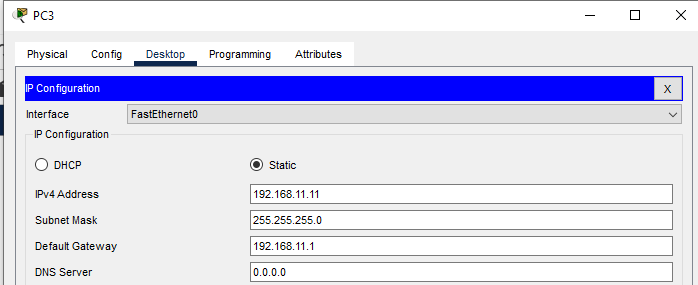 PC3
Physical Config Desktop Programming Attributes
IP Configuration X
Interface FastEthernet0
IP Configuration
DHCP Static
IPv4 Address 192.168.11.11
Subnet Mask 255.255.255.0
Default Gateway 192.168.11.1
DNS Server 0.0.0.0